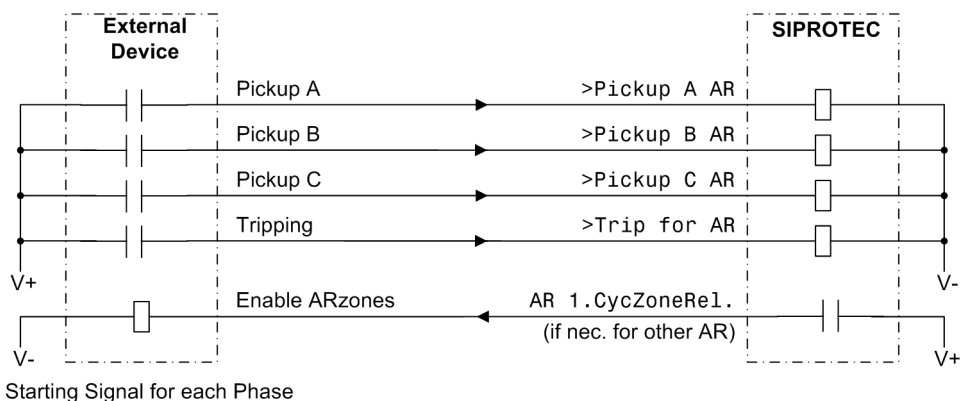 External
Device
SIPROTEC
Pickup A
>Pickup A AR
Pickup B
>Pickup B AR
Pickup C
>Pickup C AR
Tripping
>Trip for AR
V+
V-
Enable ARzones
AR 1.CycZoneRel.
(if nec. for other AR)
V-
V+
Starting Signal for each Phase